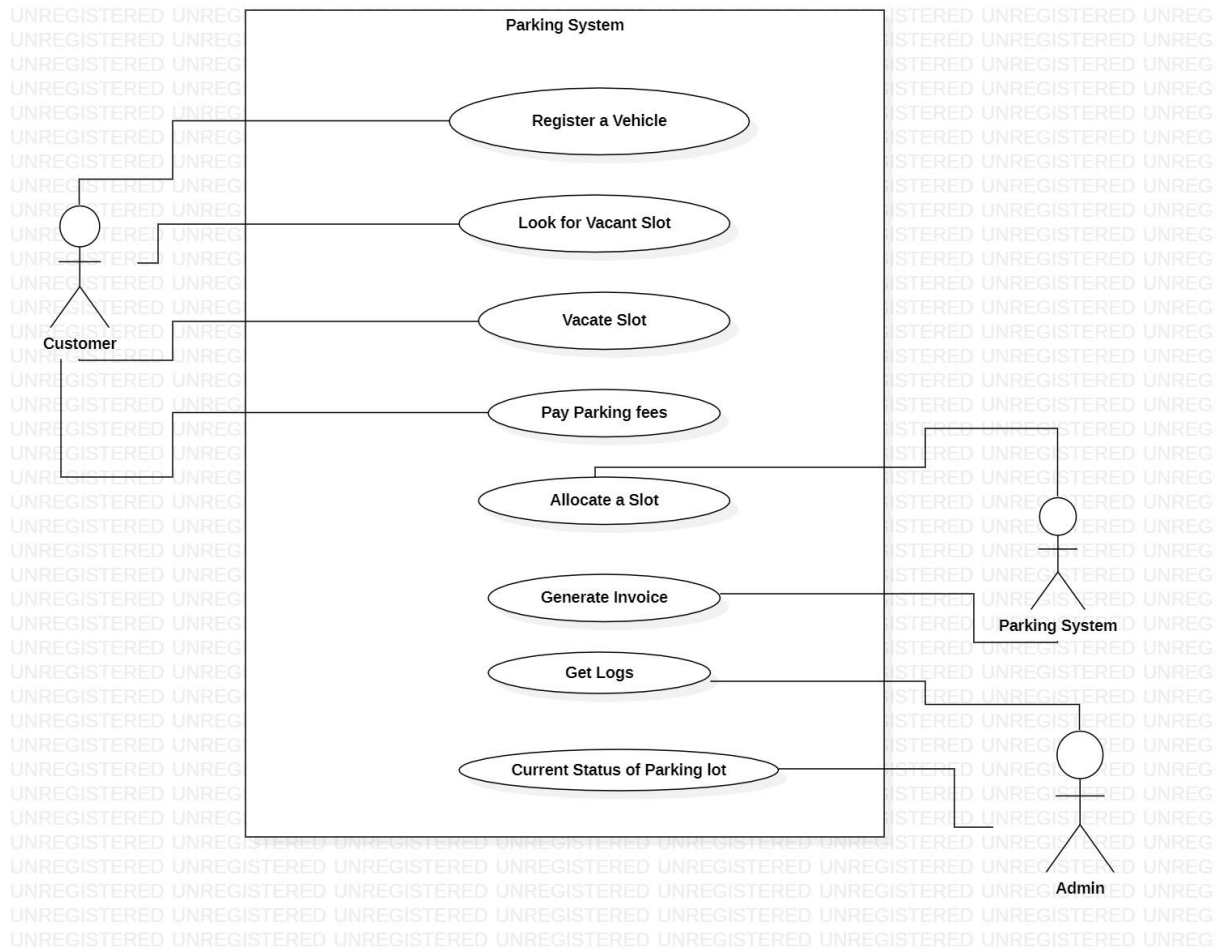 Parking System
Register a Vehicle
Look for Vacant Slot
Vacate Slot
Customer
Pay Parking fees
Allocate a Slot
Generate Invoice
Parking System
Get Logs
Current Status of Parking lot
Admin
UNREGISTERED